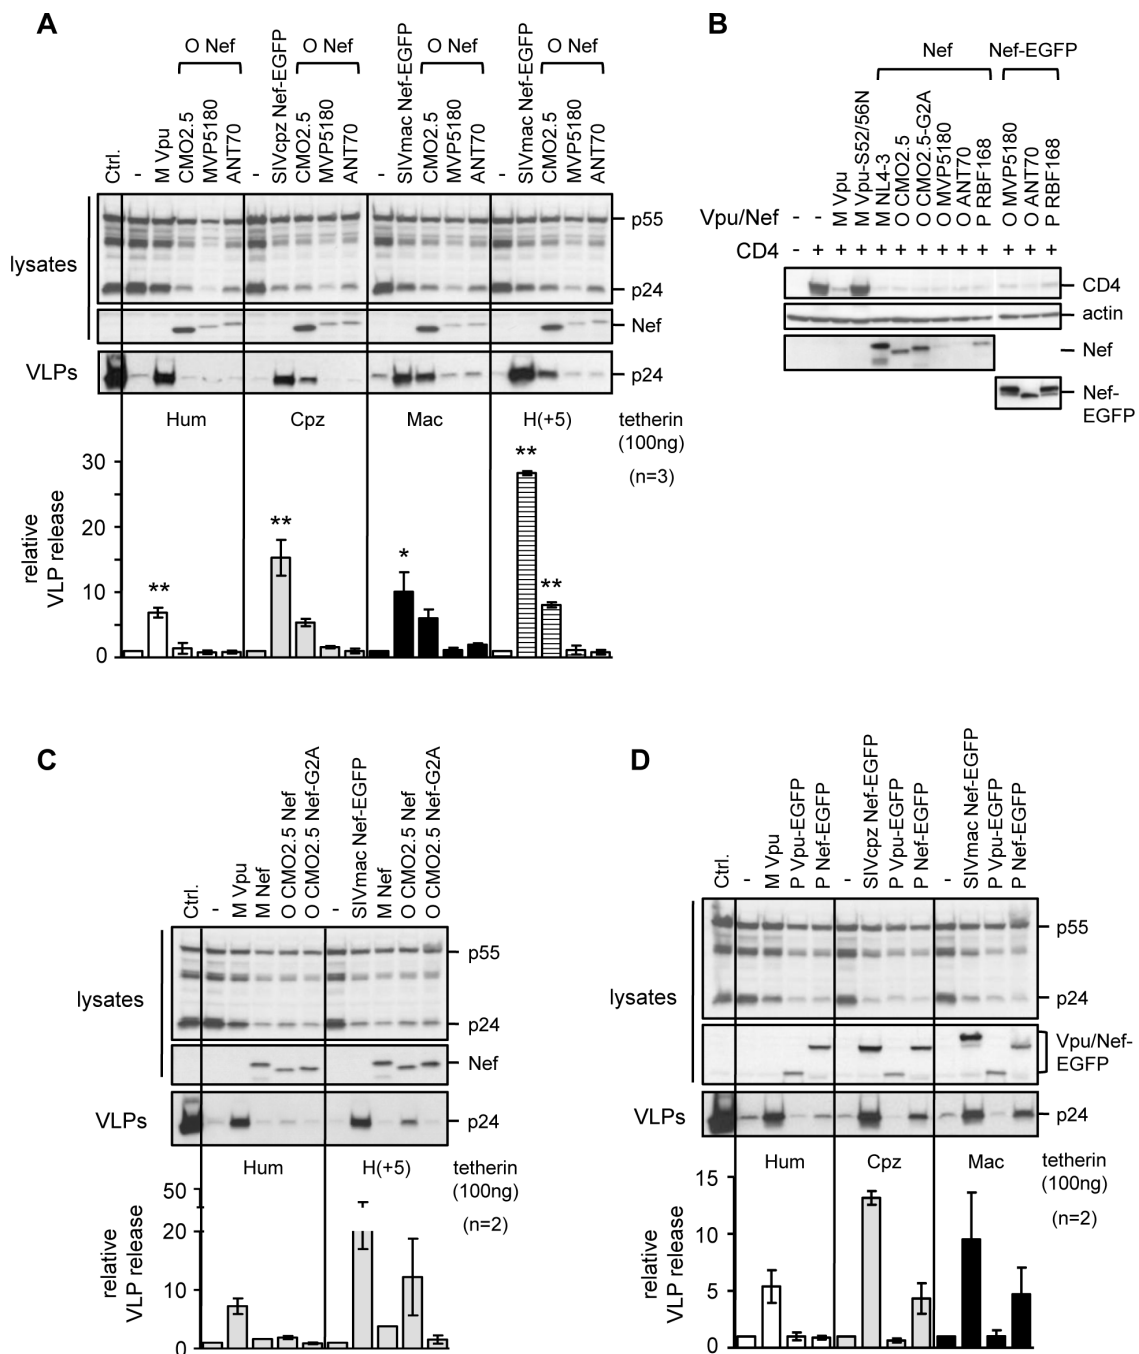 A
O Nef
O Nef
O Nef
O Nef
Ctrl.
-
M Vpu
CMO2.5
MVP5180
ANT70
-
SIVcpz Nef-EGFP
CMO2.5
MVP5180
ANT70
-
SIVmac Nef-EGFP
CMO2.5
MVP5180
ANT70
-
SIVmac Nef-EGFP
CMO2.5
MVP5180
ANT70
lysates
p55
p24
Nef
VLPs
p24
Hum
Cpz
Mac
H(+5)
tetherin
(100ng)
(n=3)
relative
VLP release
30
20
10
0
**
**
*
**
**
B
Nef
Nef-EGFP
M Vpu
Vpu-S52/56N
M NL4-3
O CMO2.5
O CMO2.5-G2A
O MVP5180
O ANT70
P RBF168
O MVP5180
O ANT70
P RBF168
Vpu/Nef - -
CD4 - + + + + + + + + + + + +
CD4
actin
Nef
Nef-
EGFP
C
Ctrl.
-
M Vpu
M Nef
O CMO2.5 Nef
O CMO2.5 Nef-G2A
-
SIVmac Nef-EGFP
M Nef
O CMO2.5 Nef
O CMO2.5 Nef-G2A
lysates
p55
p24
Nef
VLPs
p24
Hum
H(+5)
tetherin
(100ng)
(n=2)
relative
VLP release
50
20
10
0
D
Ctrl.
-
M Vpu
P Vpu-EGFP
P Nef-EGFP
-
SIVcpz Nef-EGFP
P Vpu-EGFP
P Nef-EGFP
-
SIVmac Nef-EGFP
P Vpu-EGFP
P Nef-EGFP
lysates
p55
p24
Vpu/Nef-
EGFP
VLPs
p24
Hum
Cpz
Mac
tetherin
(100ng)
(n=2)
relative
VLP release
15
10
5
0